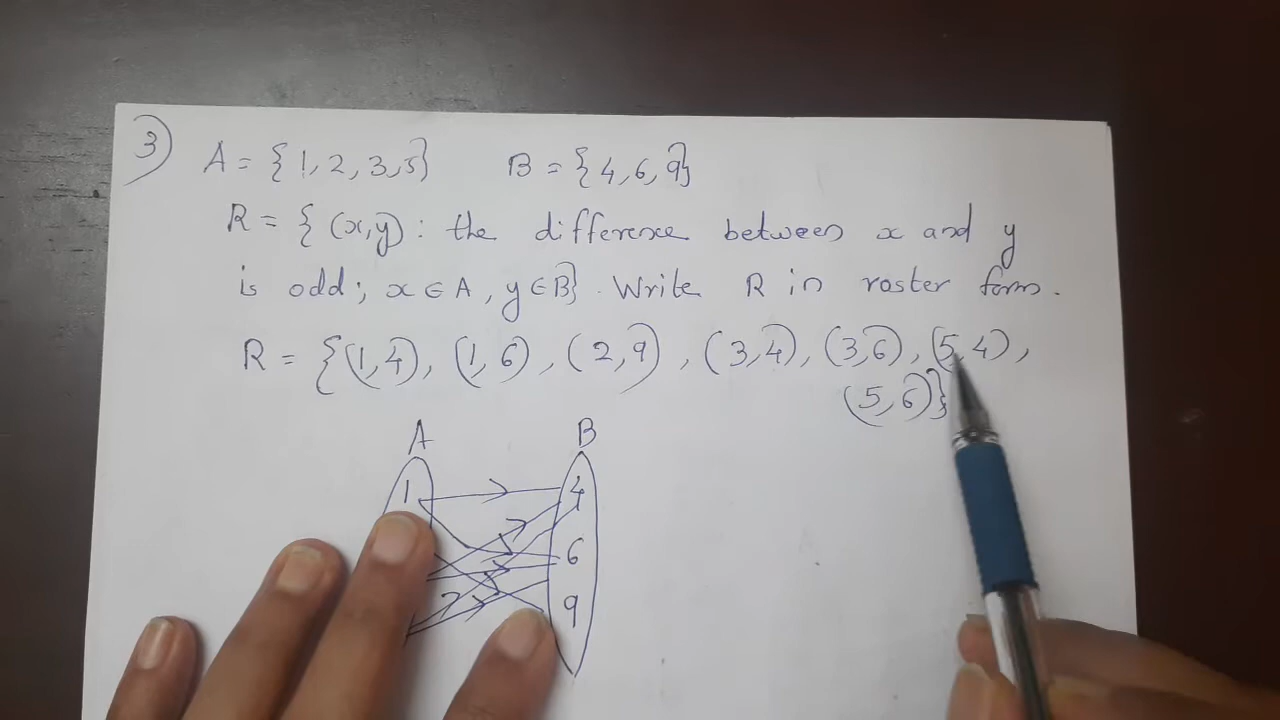 3) A = {1, 2, 3, 5} B = {4, 6, 9}
R = {(x,y) : the difference between x and y
is odd; x ∈ A, y ∈ B}. Write R in roster form.
R = {(1,4), (1,6), (2,9), (3,4), (3,6), (5,4),
(5,6)}
A B
1 4
6
9